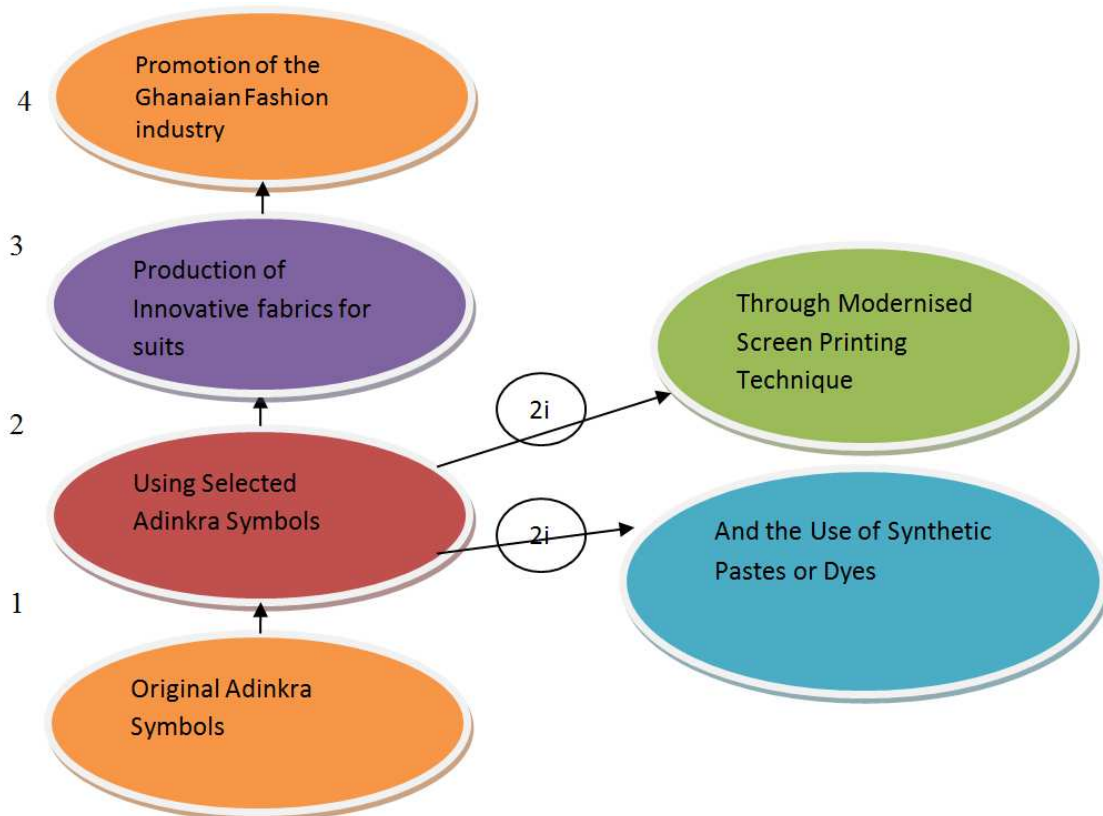 4
Promotion of the
Ghanaian Fashion
industry
3
Production of
Innovative fabrics for
suits
Through Modernised
Screen Printing
Technique
2
2i
Using Selected
Adinkra Symbols
2i
And the Use of Synthetic
Pastes or Dyes
1
Original Adinkra
Symbols